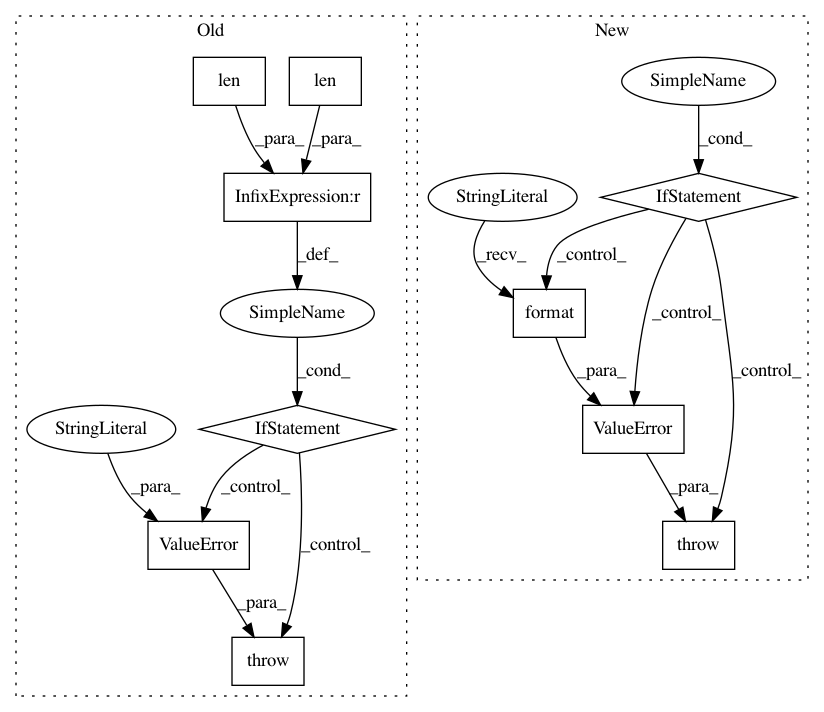 Old
len
len
_para_
_para_
InfixExpression:r
_def_
SimpleName
_cond_
StringLiteral
IfStatement
_para_
_control_
_control_
ValueError
_para_
throw
New
SimpleName
_cond_
StringLiteral
IfStatement
_recv_
_control_
_control_
_control_
format
_para_
ValueError
_para_
throw